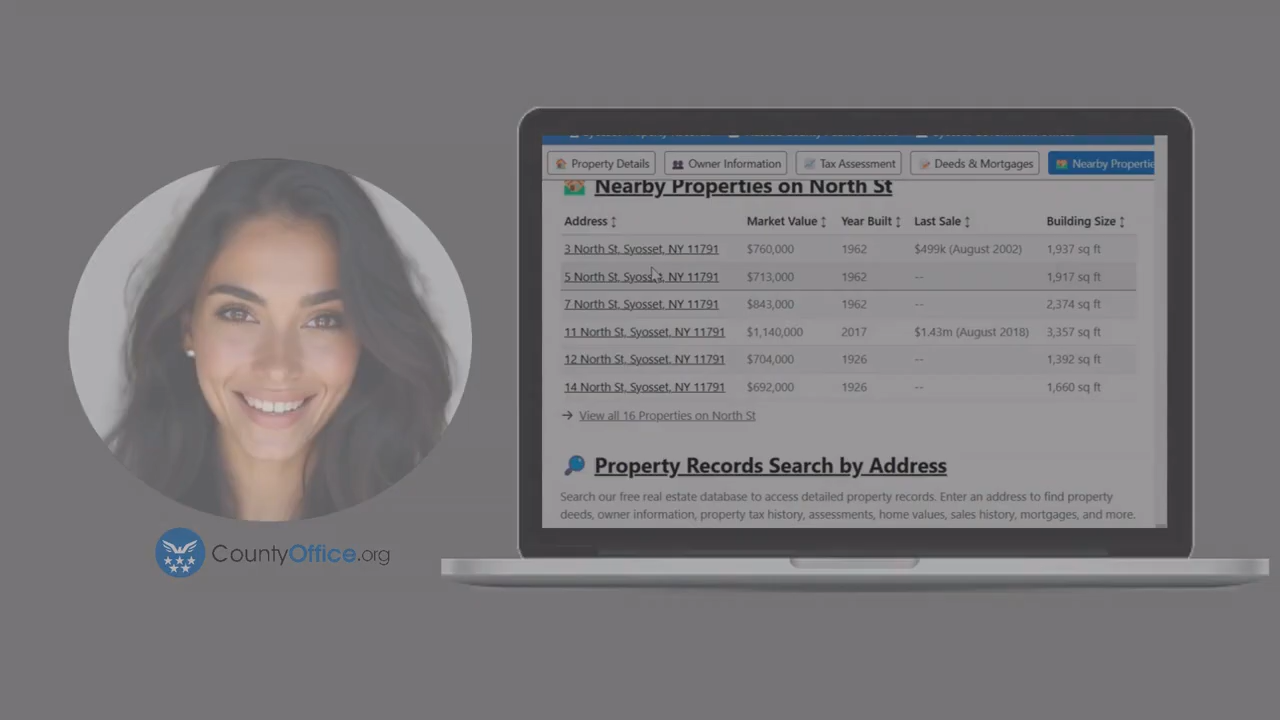 Property Details Owner Information Tax Assessment Deeds & Mortgages Nearby
Nearby Properties on North St
Address Market Value Year Built Last Sale Building Size
3 North St, Syosset, NY 11791 $760,000 1962 $499k (August 2002) 1,937 sq ft
5 North St, Syosset, NY 11791 $713,000 1962 -- 1,917 sq ft
7 North St, Syosset, NY 11791 $843,000 1962 -- 2,374 sq ft
11 North St, Syosset, NY 11791 $1,140,000 2017 $1.43m (August 2018) 3,357 sq ft
12 North St, Syosset, NY 11791 $704,000 1926 -- 1,392 sq ft
14 North St, Syosset, NY 11791 $692,000 1926 -- 1,660 sq ft
→ View all 16 Properties on North St
Property Records Search by Address
Search our free real estate database to access detailed property records. Enter an address to find property
deeds, owner information, property tax history, assessments, home values, sales history, mortgages, and more.
CountyOffice.org